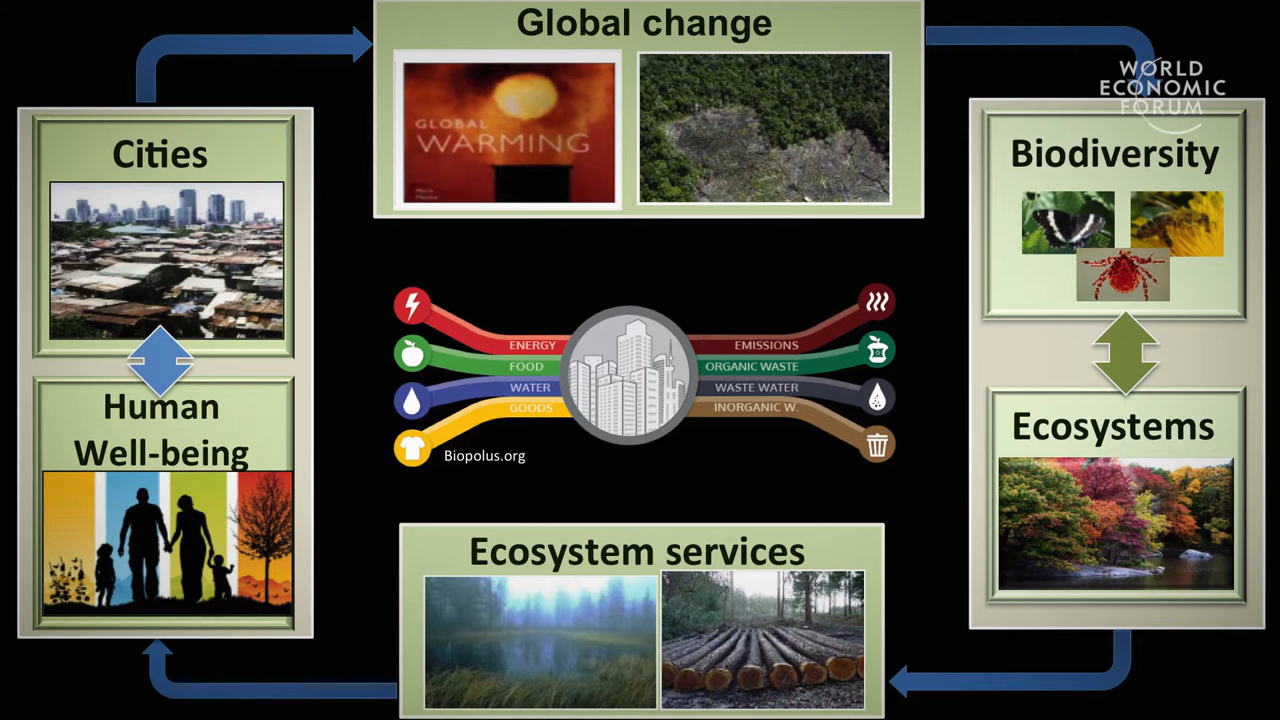 Global change
GLOBAL
WARMING
WORLD
ECONOMIC
FORUM
Cities
Biodiversity
ENERGY
FOOD
WATER
GOODS
EMISSIONS
ORGANIC WASTE
WASTE WATER
INORGANIC W.
Biopolus.org
Human
Well-being
Ecosystems
Ecosystem services